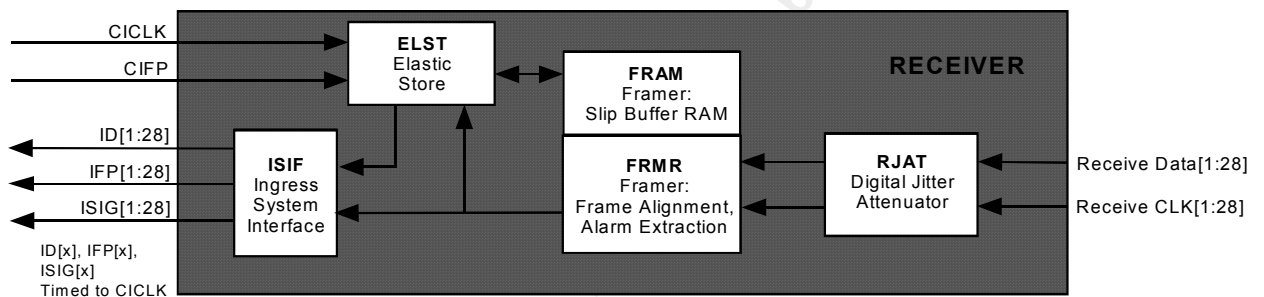 CICLK
CIFP
ID[1:28]
IFP[1:28]
ISIG[1:28]
ID[x], IFP[x],
ISIG[x]
Timed to CICLK
ELST
Elastic
Store
ISIF
Ingress
System
Interface
FRAM
Framer:
Slip Buffer RAM
FRMR
Framer:
Frame Alignment,
Alarm Extraction
RECEIVER
RJAT
Digital Jitter
Attenuator
Receive Data[1:28]
Receive CLK[1:28]